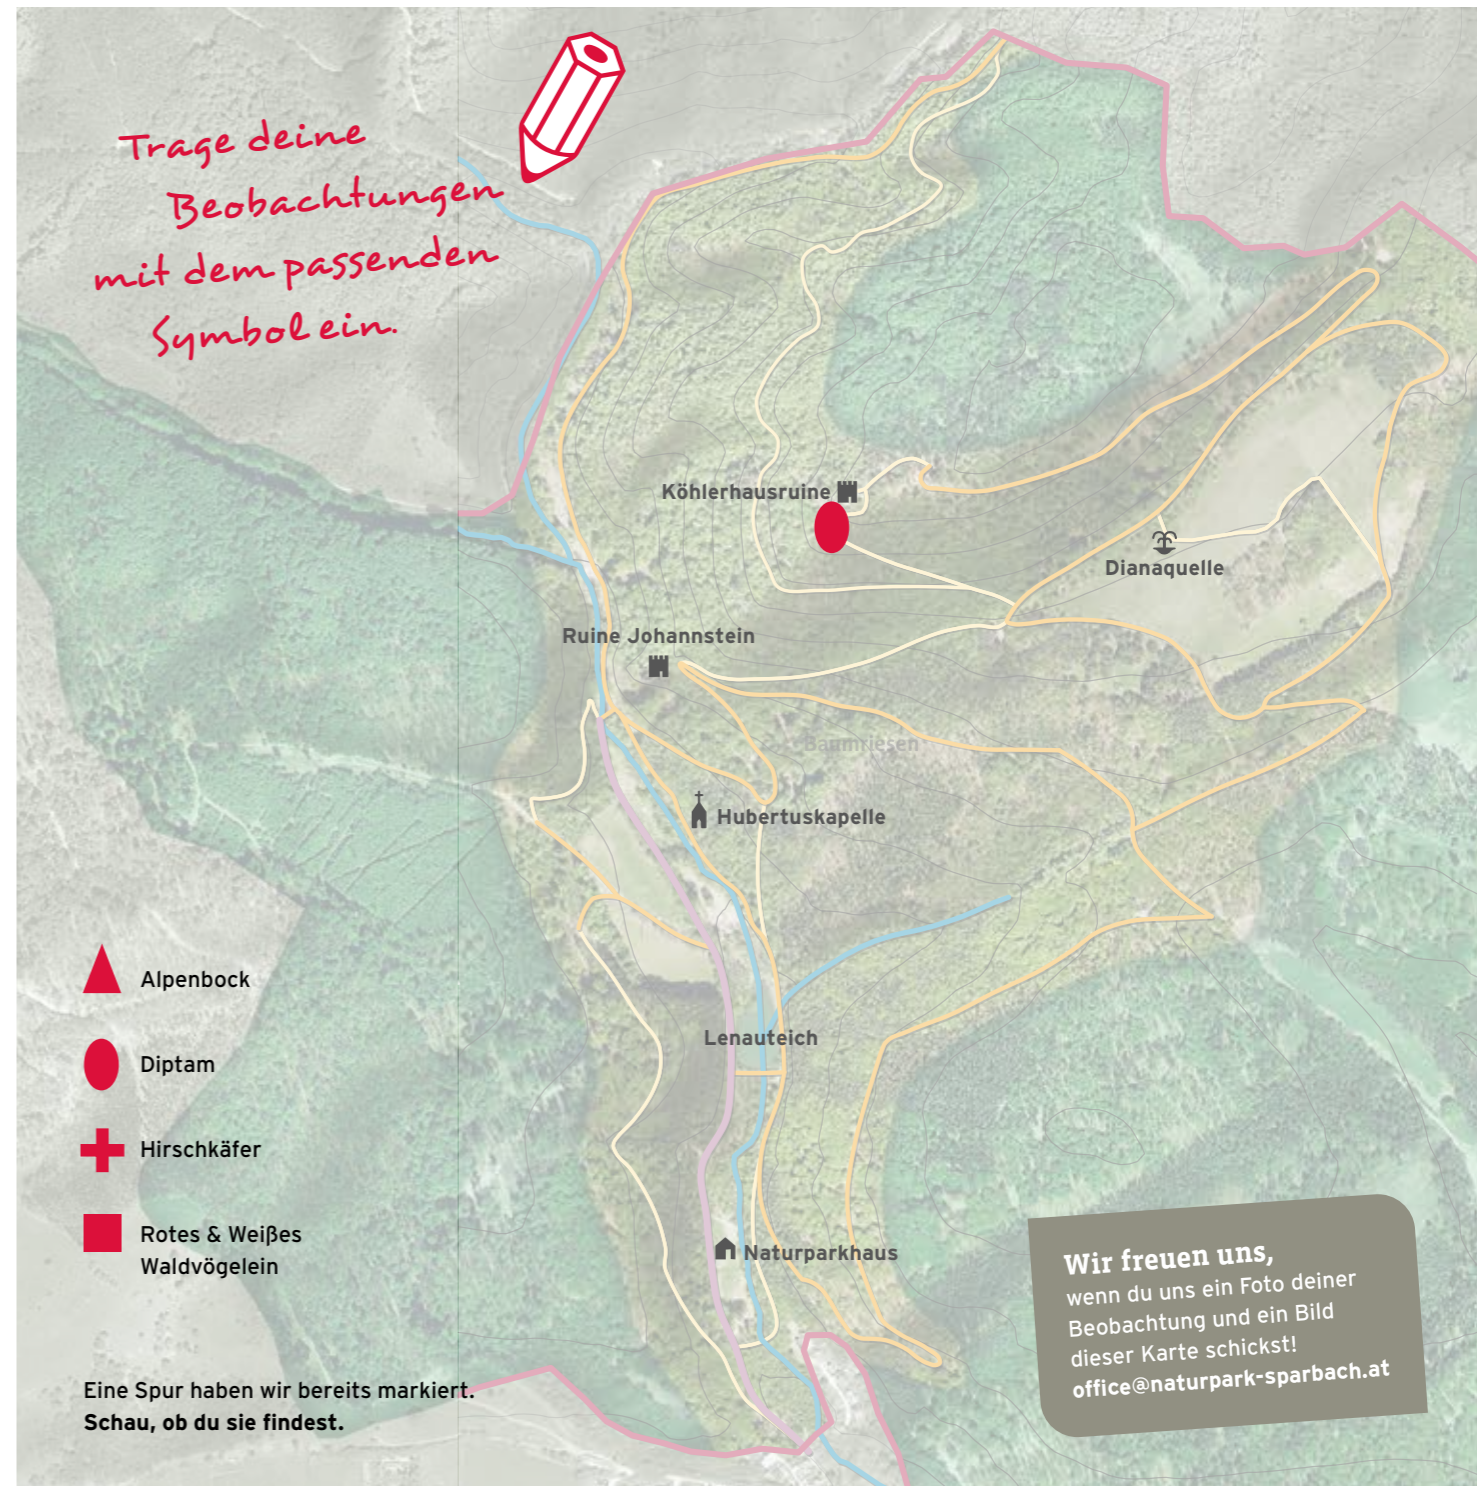 Trage deine
Beobachtungen
mit dem passenden
Symbol ein.
Köhlerhausruine
Dianaquelle
Ruine Johannstein
Baumriesen
Hubertuskapelle
Lenauteich
Naturparkhaus
Alpenbock
Diptam
Hirschkäfer
Rotes & Weißes
Waldvögelein
Eine Spur haben wir bereits markiert.
Schau, ob du sie findest.
Wir freuen uns,
wenn du uns ein Foto deiner
Beobachtung und ein Bild
dieser Karte schickst!
office@naturpark-sparbach.at